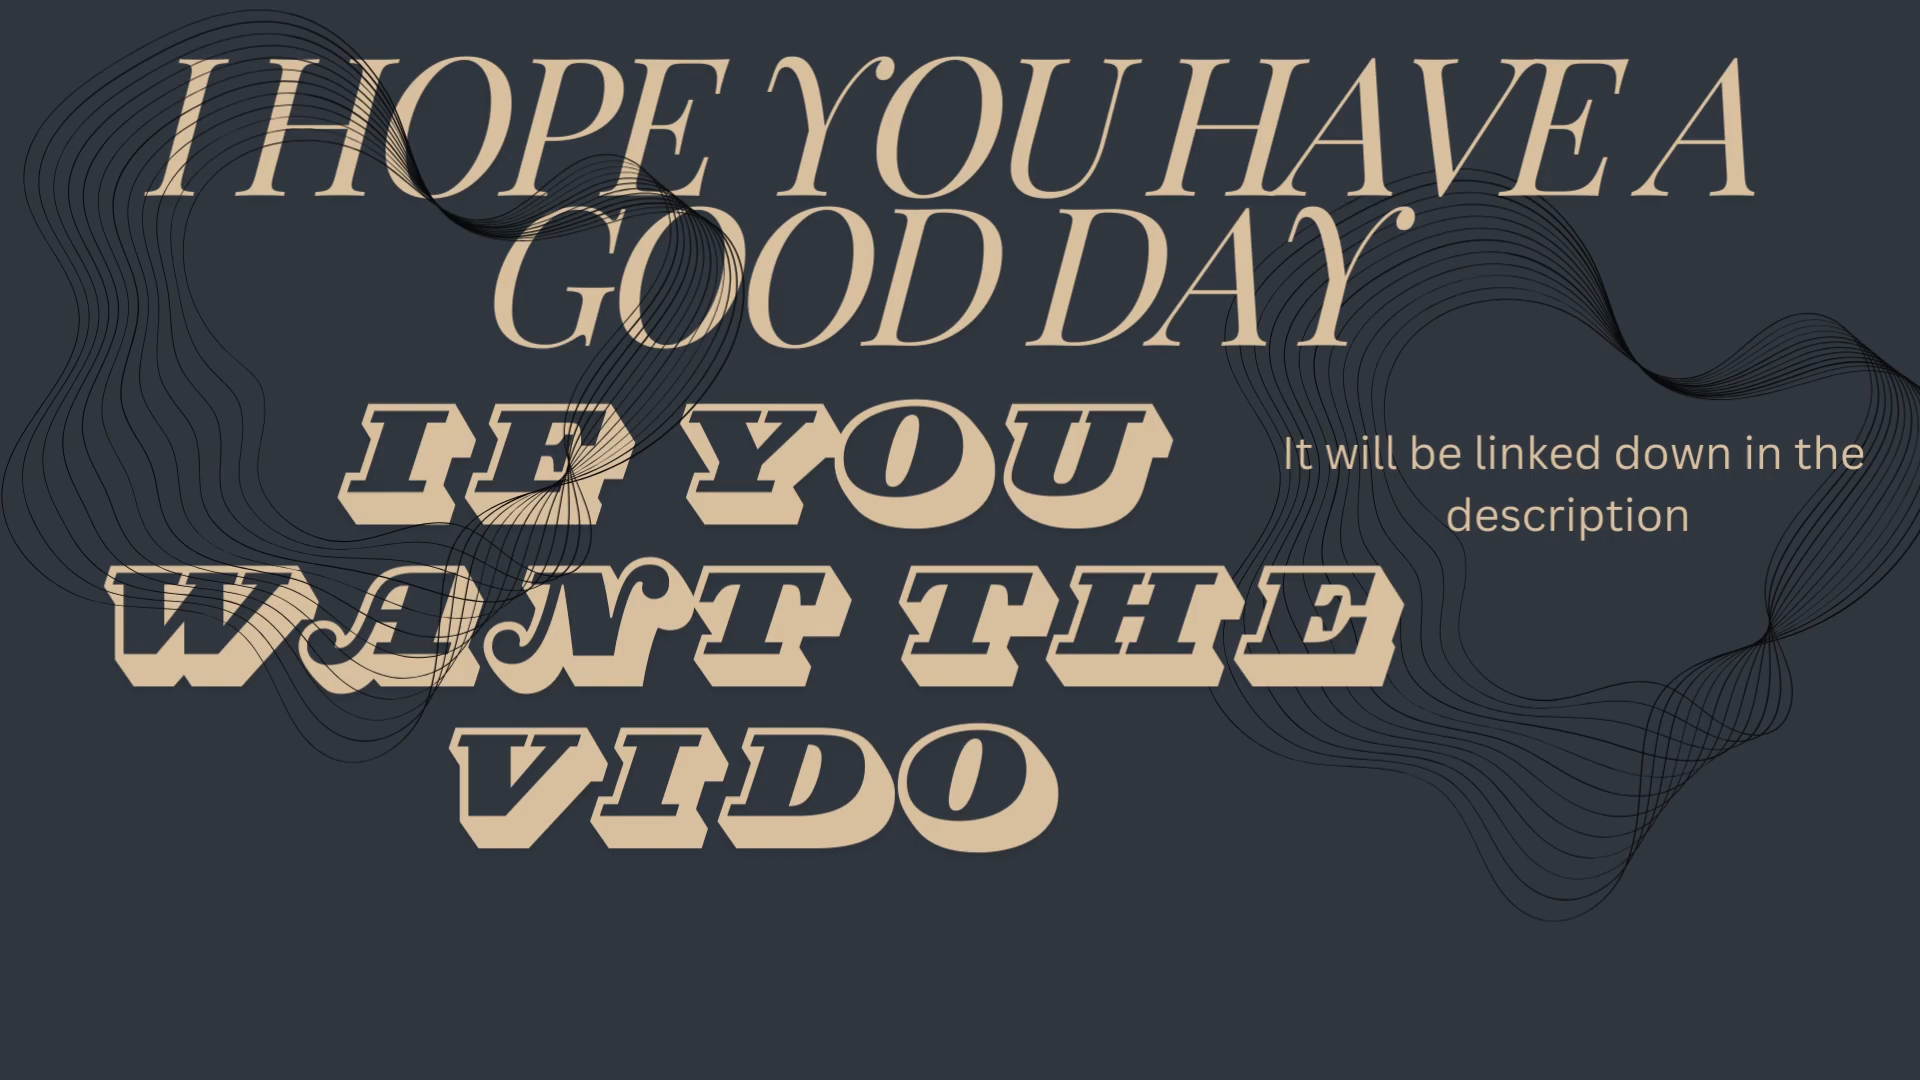 I HOPE YOU HAVE A
GOOD DAY
IF YOU
WANT THE
VIDO
It will be linked down in the
description